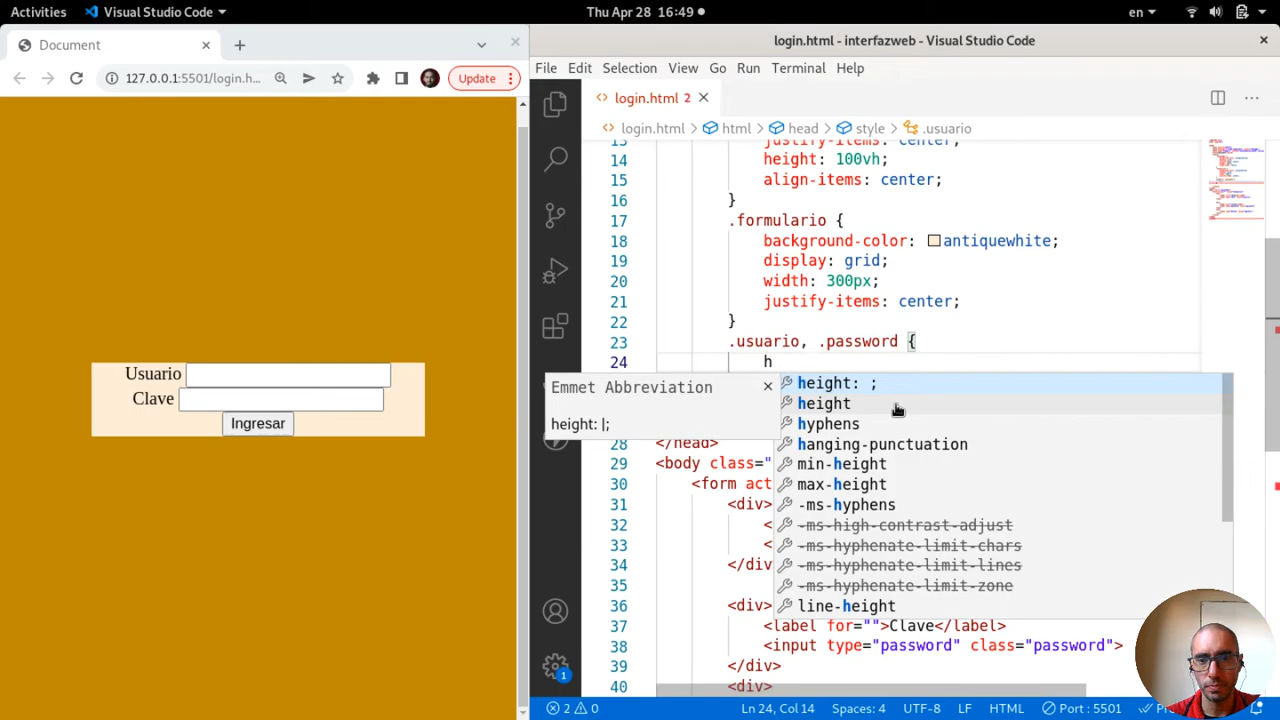 Activities Visual Studio Code Thu Apr 28 16:49 en
Document
127.0.0.1:5501/login.h... Update
Usuario
Clave
Ingresar
login.html - interfazweb - Visual Studio Code
File Edit Selection View Go Run Terminal Help
login.html 2
login.html html head style .usuario
13 justify-items: center;
14 height: 100vh;
15 align-items: center;
16 }
17 .formulario {
18 background-color: antiquewhite;
19 display: grid;
20 width: 300px;
21 justify-items: center;
22 }
23 .usuario, .password {
24 h
Emmet Abbreviation
height: |;
height: ;
height
hyphens
hanging-punctuation
min-height
max-height
-ms-hyphens
-ms-high-contrast-adjust
-ms-hyphenate-limit-chars
-ms-hyphenate-limit-lines
-ms-hyphenate-limit-zone
line-height
28 </head>
29 <body class="
30 <form act
31 <div>
32 <
33 <
34 </div>
35
36 <div>
37 <label for="">Clave</label>
38 <input type="password" class="password">
39 </div>
40 <div>
1
2 0 Ln 24, Col 14 Spaces: 4 UTF-8 LF HTML Port : 5501